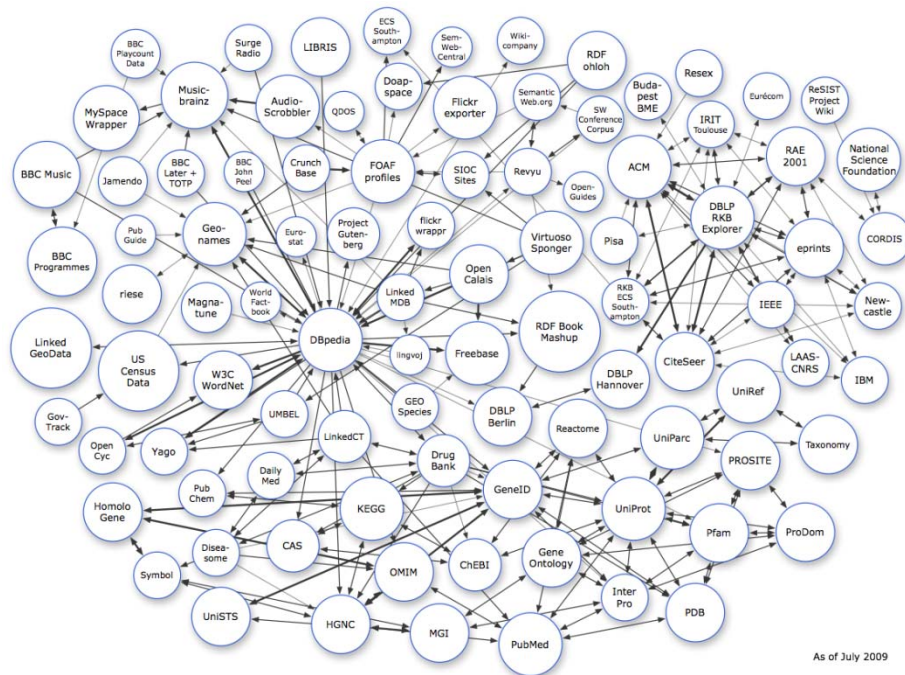 BBC
Playcount
Data
Surge
Radio
LIBRIS
ECS
South-
ampton
Sem-
Web-
Central
Wiki-
company
RDF
ohloh
Music-
brainz
Audio-
Scrobbler
QDOS
Doap-
space
Flickr
exporter
Semantic
Web.org
SW
Conference
Corpus
Buda-
pest
BME
Resex
Eurécom
ReSIST
Project
Wiki
MySpace
Wrapper
IRIT
Toulouse
RAE
2001
National
Science
Foundation
BBC Music
Jamendo
BBC
Later +
TOTP
BBC
John
Peel
Crunch
Base
FOAF
profiles
SIOC
Sites
Revyu
Open-
Guides
ACM
DBLP
RKB
Explorer
BBC
Programmes
Pub
Guide
Geo-
names
Euro-
stat
Project
Guten-
berg
flickr
wrappr
Virtuoso
Sponger
Pisa
eprints
CORDIS
riese
Magna-
tune
World
Fact-
book
Linked
MDB
Open
Calais
RKB
ECS
South-
ampton
IEEE
New-
castle
Linked
GeoData
US
Census
Data
W3C
WordNet
DBpedia
lingvoj
Freebase
RDF Book
Mashup
DBLP
Hannover
CiteSeer
LAAS-
CNRS
IBM
Gov-
Track
Open
Cyc
Yago
UMBEL
LinkedCT
GEO
Species
DBLP
Berlin
Reactome
UniParc
UniRef
Taxonomy
Homolo
Gene
Pub
Chem
Daily
Med
Drug
Bank
KEGG
GeneID
UniProt
PROSITE
Pfam
ProDom
Symbol
Disea-
some
CAS
OMIM
ChEBI
Gene
Ontology
Inter
Pro
PDB
UniSTS
HGNC
MGI
PubMed
As of July 2009